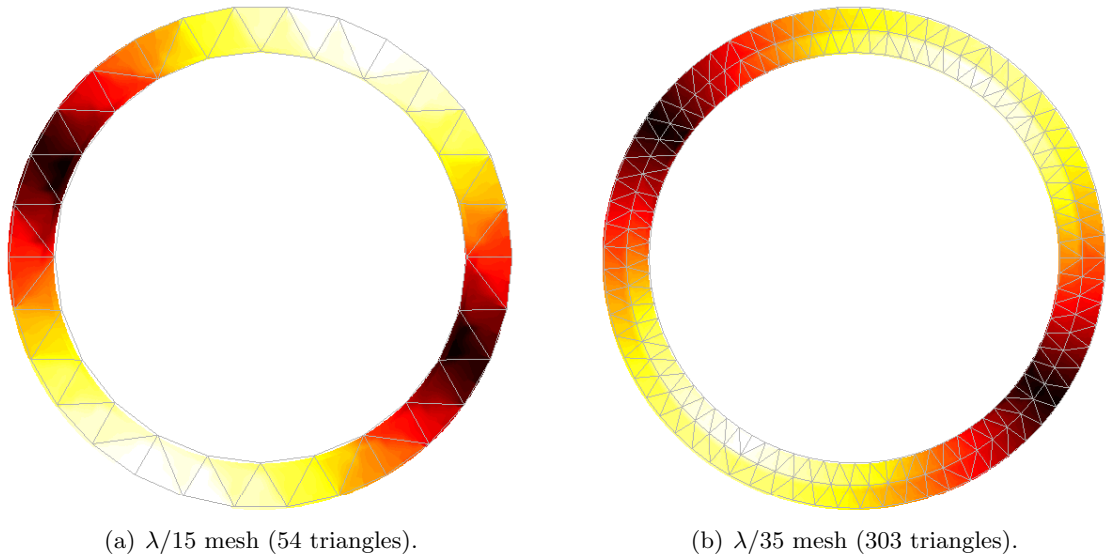 (a) λ/15 mesh (54 triangles).
(b) λ/35 mesh (303 triangles).